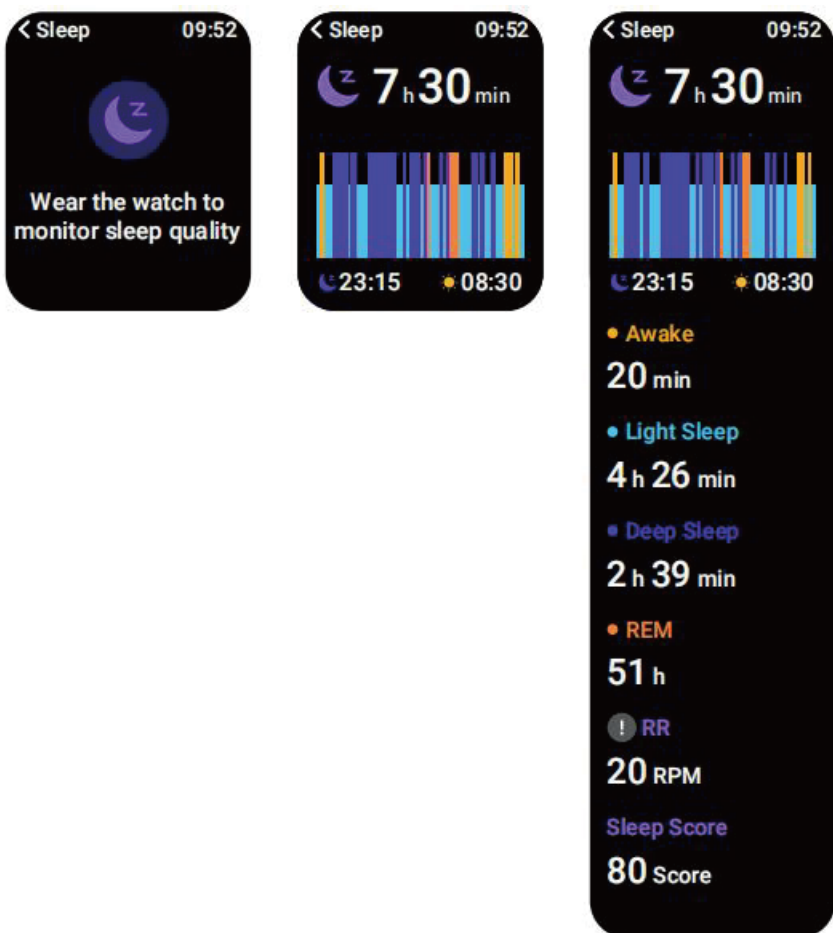 < Sleep 09:52
z
Wear the watch to
monitor sleep quality
< Sleep 09:52
z
7 h 30 min
23:15 08:30
< Sleep 09:52
z
7 h 30 min
23:15 08:30
• Awake
20 min
• Light Sleep
4 h 26 min
• Deep Sleep
2 h 39 min
• REM
51 h
! RR
20 RPM
Sleep Score
80 Score